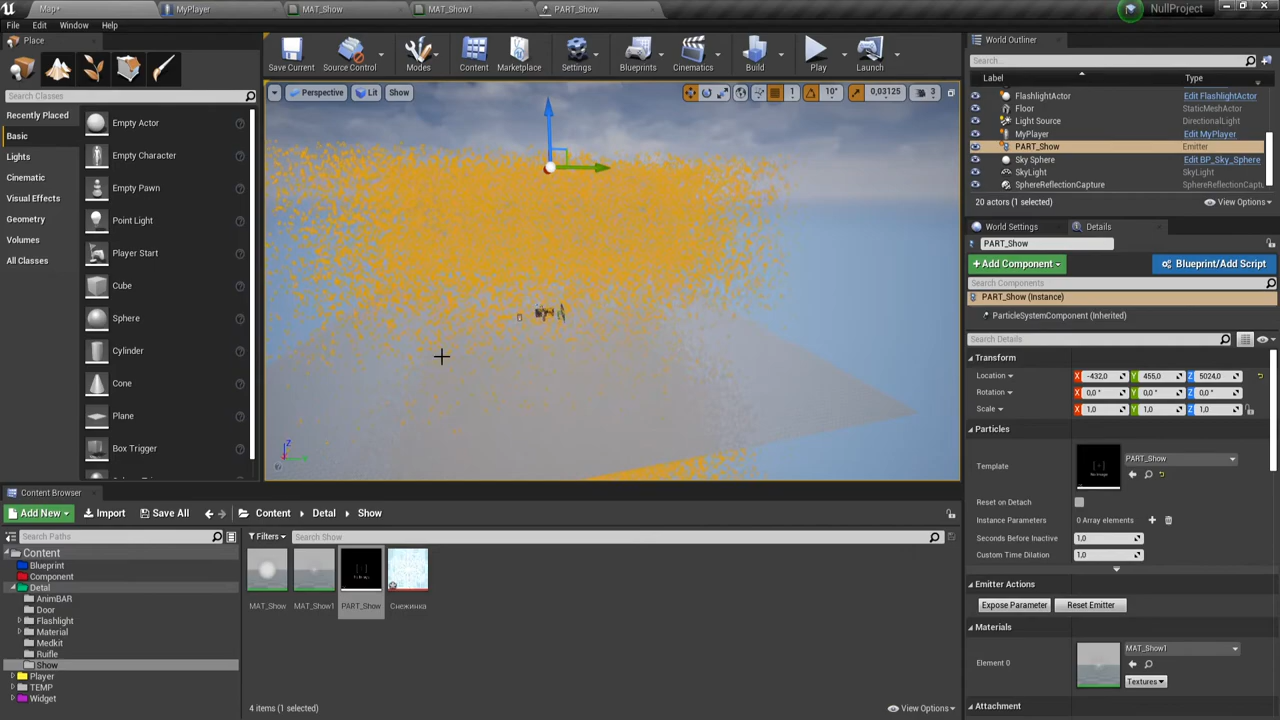 Map*
MyPlayer
MAT_Show
MAT_Show1
PART_Show
NullProject
File Edit Window Help
Place
Search Classes
Recently Placed
Basic
Lights
Cinematic
Visual Effects
Geometry
Volumes
All Classes
Empty Actor
Empty Character
Empty Pawn
Point Light
Player Start
Cube
Sphere
Cylinder
Cone
Plane
Box Trigger
Save Current
Source Control
Modes
Content
Marketplace
Settings
Blueprints
Cinematics
Build
Play
Launch
Perspective Lit Show 1 10° 0,03125 3
Z
World Outliner
Search...
Label Type
FlashlightActor Edit FlashlightActor
Floor StaticMeshActor
Light Source DirectionalLight
MyPlayer Edit MyPlayer
PART_Show Emitter
Sky Sphere Edit BP_Sky_Sphere
SkyLight SkyLight
SphereReflectionCapture SphereReflectionCapt
20 actors (1 selected) View Options
World Settings Details
PART_Show
+Add Component Blueprint/Add Script
Search Components
PART_Show (Instance)
ParticleSystemComponent (Inherited)
Search Details
Transform
Location X -432,0 Y 455,0 Z 5024,0
Rotation X 0,0 ° Y 0,0 ° Z 0,0 °
Scale X 1,0 Y 1,0 Z 1,0
Particles
Template PART_Show
Reset on Detach
Instance Parameters 0 Array elements
Seconds Before Inactive 1,0
Custom Time Dilation 1,0
Emitter Actions
Expose Parameter Reset Emitter
Materials
Element 0 MAT_Show1
Textures
Attachment
Content Browser
Add New Import Save All Content Detal Show
Search Paths
Filters Search Show
Content
Blueprint
Component
Detal
AnimBAR
Door
Flashlight
Material
Medkit
Ruifle
Show
Player
TEMP
Widget
MAT_Show MAT_Show1 PART_Show Снежинка
4 items (1 selected) View Options